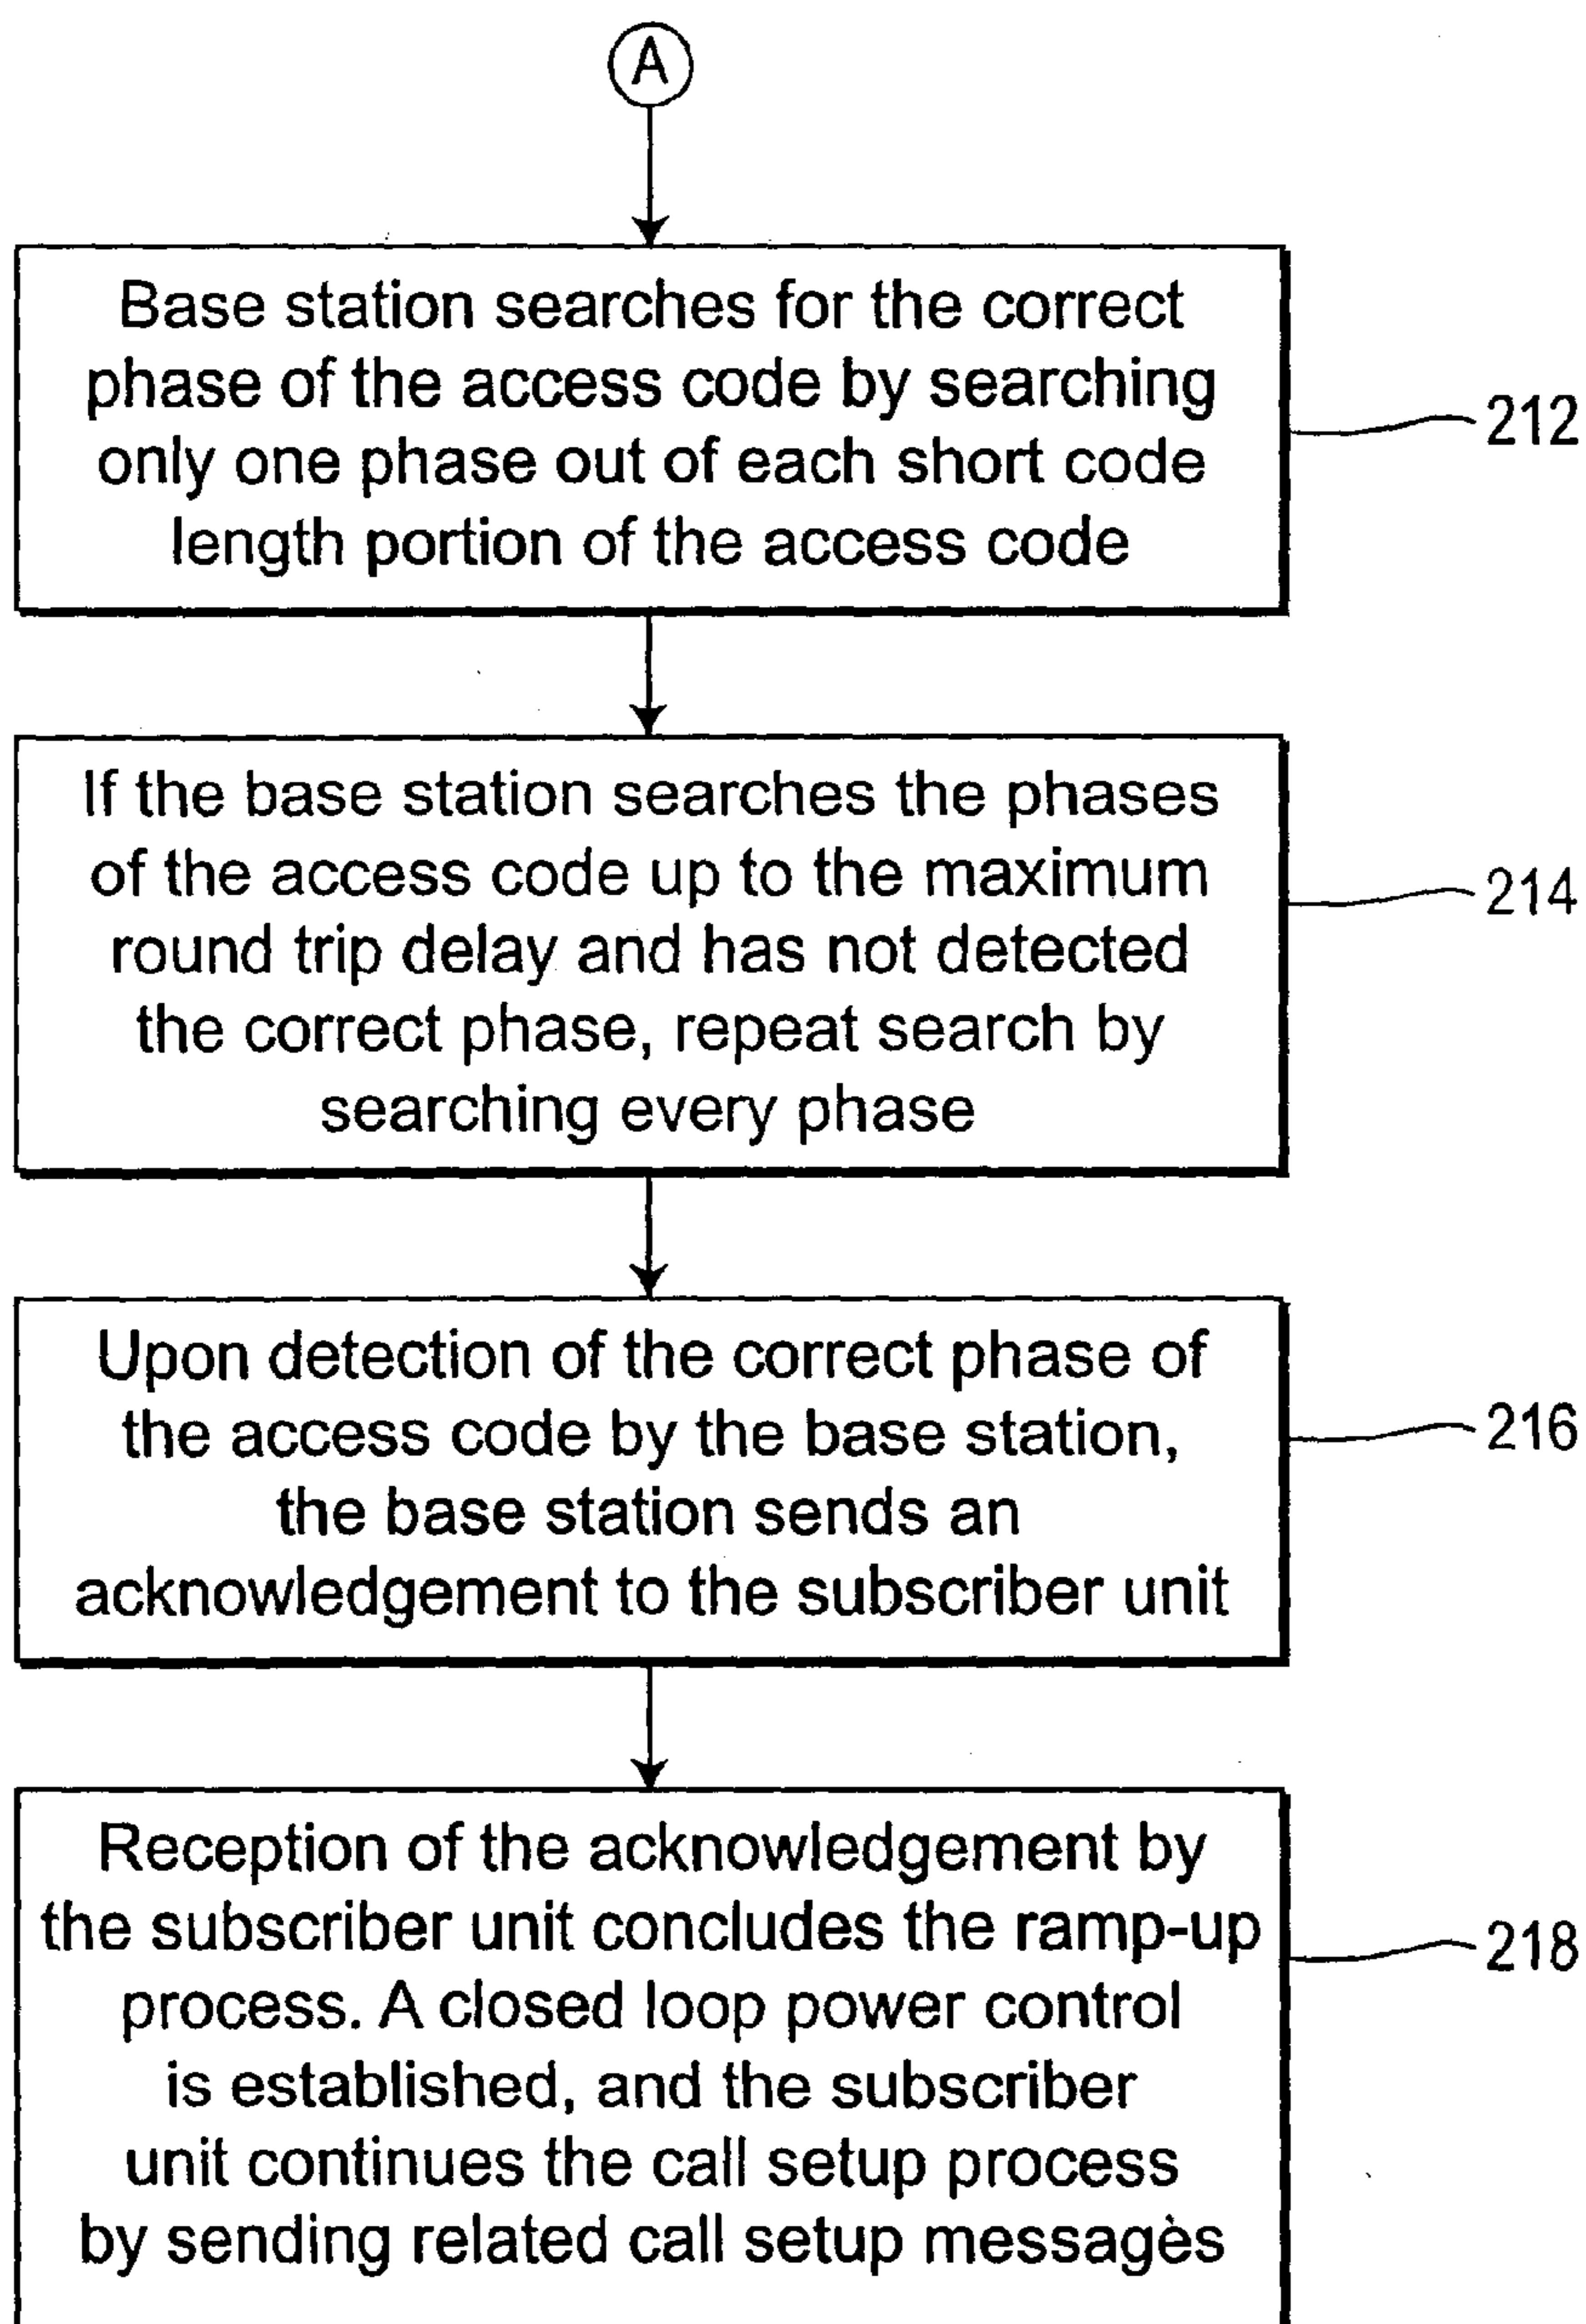 A
Base station searches for the correct
phase of the access code by searching
only one phase out of each short code
length portion of the access code
212
If the base station searches the phases
of the access code up to the maximum
round trip delay and has not detected
the correct phase, repeat search by
searching every phase
214
Upon detection of the correct phase of
the access code by the base station,
the base station sends an
acknowledgement to the subscriber unit
216
Reception of the acknowledgement by
the subscriber unit concludes the ramp-up
process. A closed loop power control
is established, and the subscriber
unit continues the call setup process
by sending related call setup messages
218